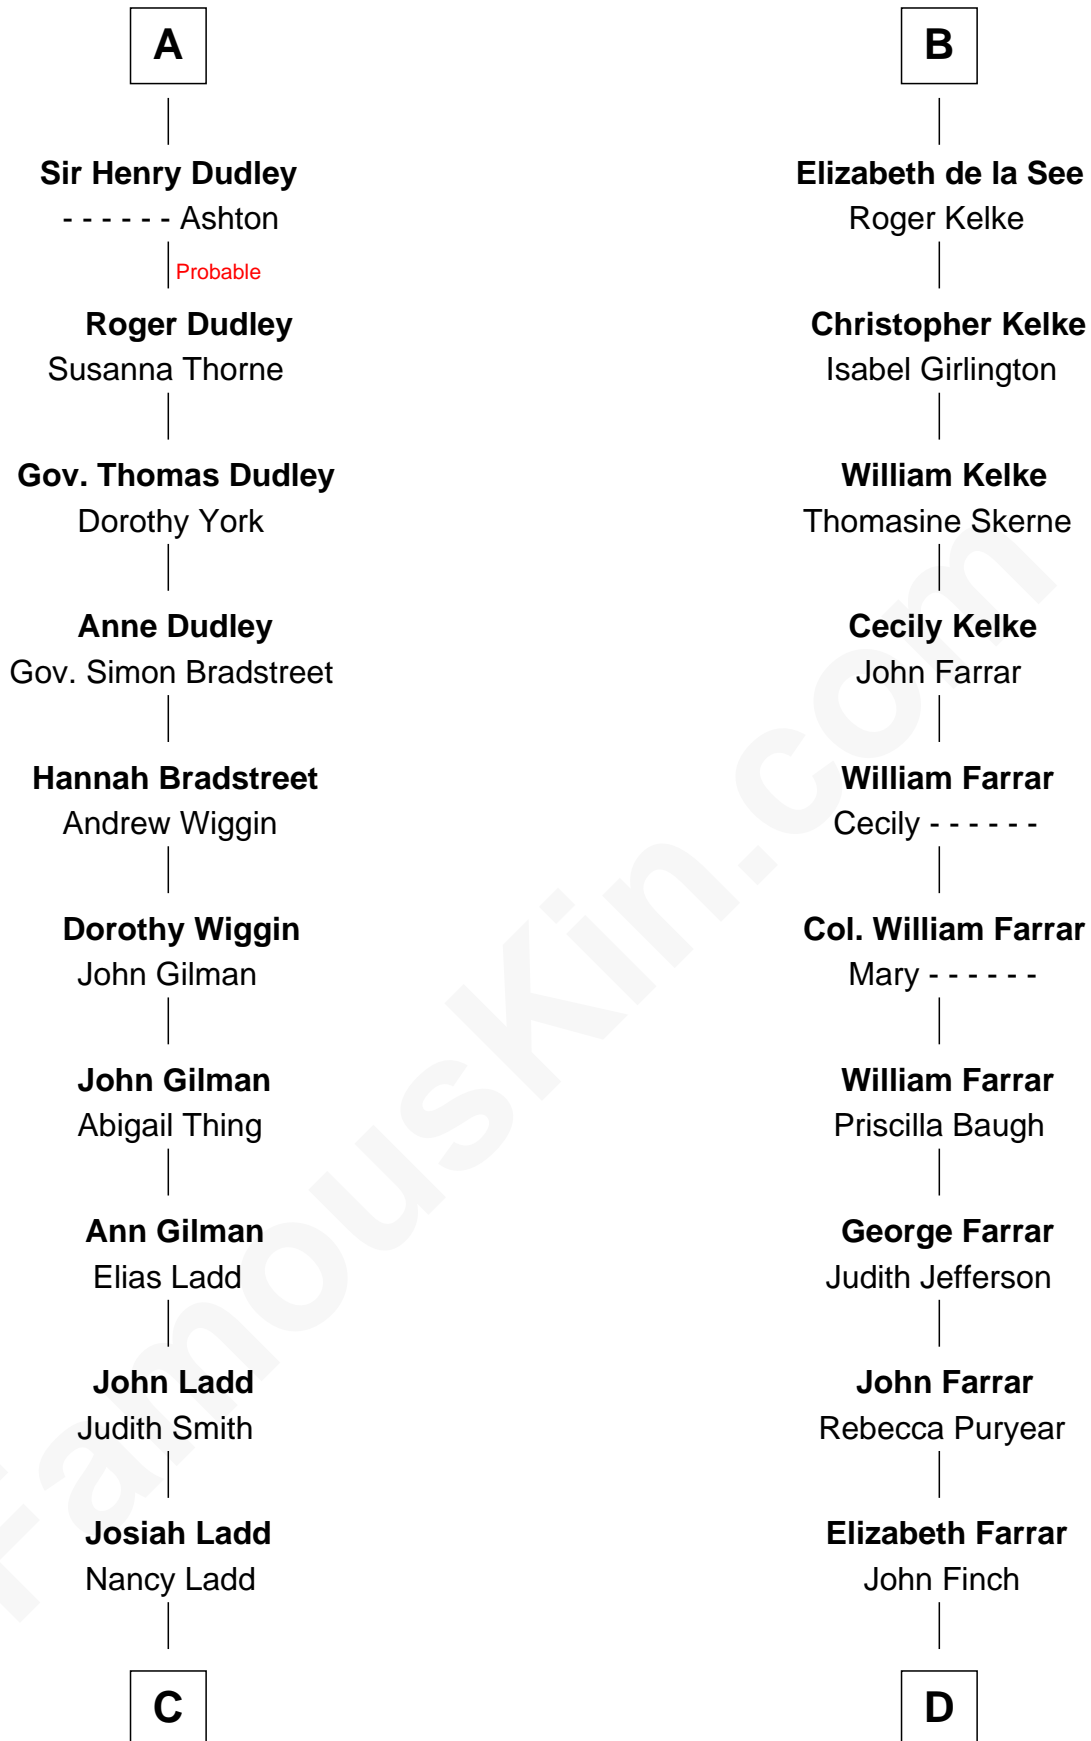 A
Sir Henry Dudley
- - - - - - Ashton
Probable
Roger Dudley
Susanna Thorne
Gov. Thomas Dudley
Dorothy York
Anne Dudley
Gov. Simon Bradstreet
Hannah Bradstreet
Andrew Wiggin
Dorothy Wiggin
John Gilman
John Gilman
Abigail Thing
Ann Gilman
Elias Ladd
John Ladd
Judith Smith
Josiah Ladd
Nancy Ladd
C
B
Elizabeth de la See
Roger Kelke
Christopher Kelke
Isabel Girlington
William Kelke
Thomasine Skerne
Cecily Kelke
John Farrar
William Farrar
Cecily - - - - - -
Col. William Farrar
Mary - - - - - -
William Farrar
Priscilla Baugh
George Farrar
Judith Jefferson
John Farrar
Rebecca Puryear
Elizabeth Farrar
John Finch
D
FamousKin.com